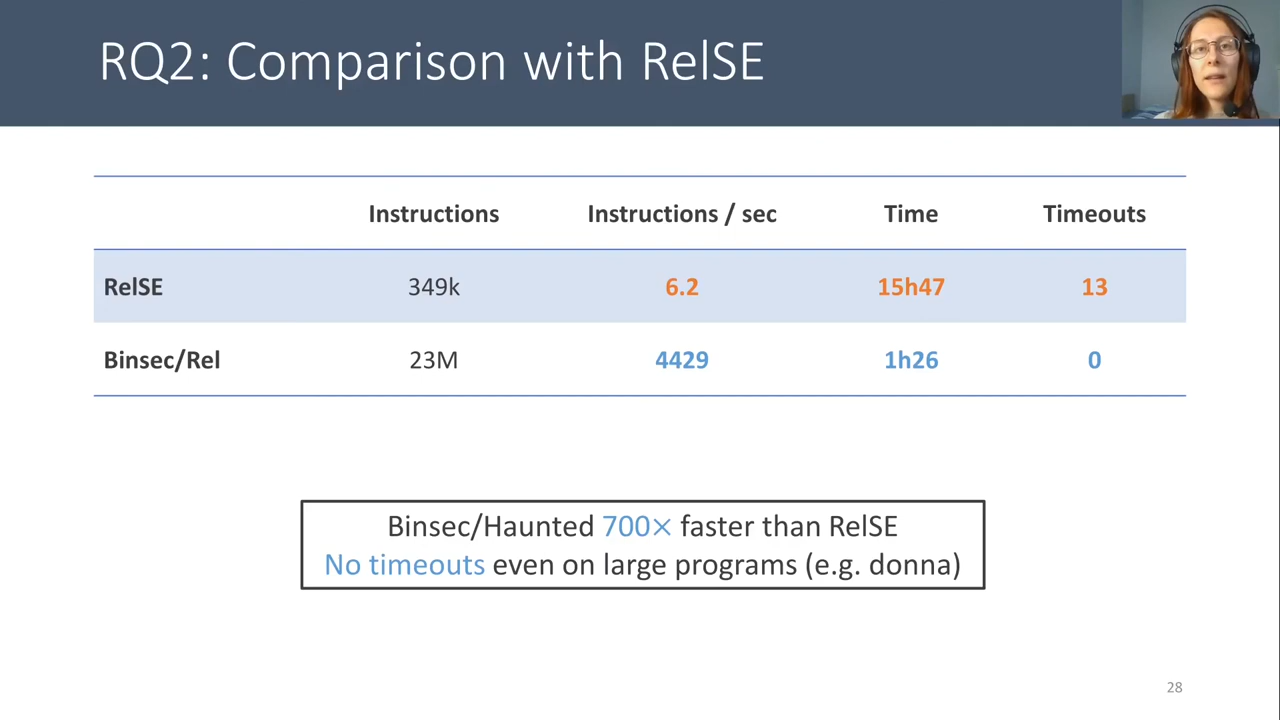 RQ2: Comparison with RelSE
Instructions Instructions / sec Time Timeouts
RelSE 349k 6.2 15h47 13
Binsec/Rel 23M 4429 1h26 0
Binsec/Haunted 700× faster than RelSE
No timeouts even on large programs (e.g. donna)
28